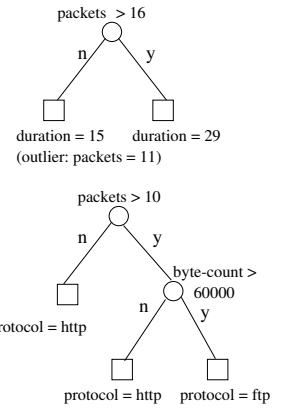 packets > 16
n y
duration = 15 duration = 29
(outlier: packets = 11)
packets > 10
n y
byte-count >
60000
n y
rotocol = http
protocol = http protocol = ftp